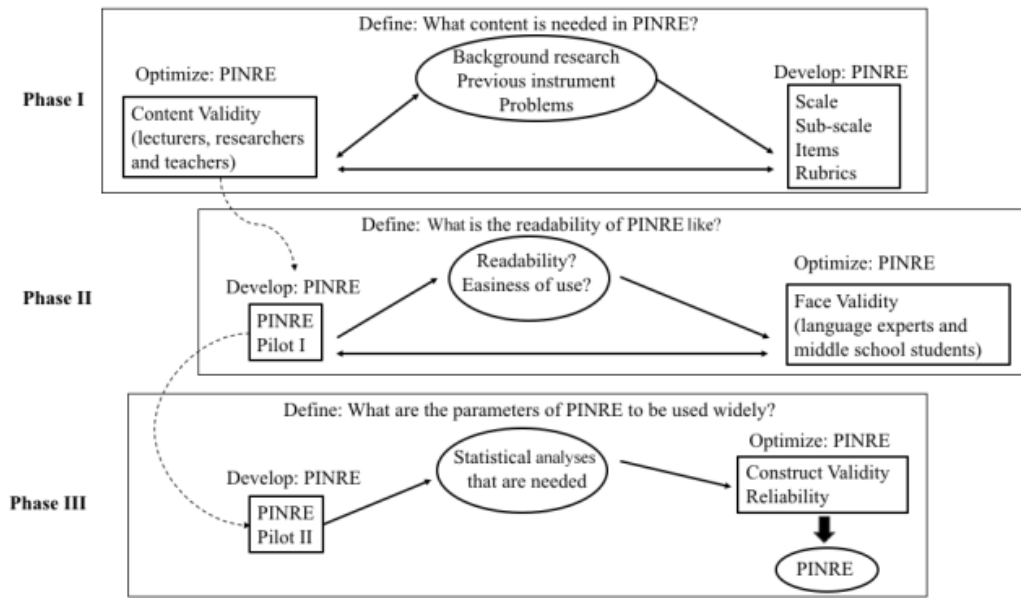 Define: What content is needed in PINRE?
Background research
Previous instrument
Problems
Optimize: PINRE
Develop: PINRE
Phase I
Content Validity
(lecturers, researchers
and teachers)
Scale
Sub-scale
Items
Rubrics
Define: What is the readability of PINRE like?
Readability?
Easiness of use?
Optimize: PINRE
Develop: PINRE
Phase II
PINRE
Pilot I
Face Validity
(language experts and
middle school students)
Define: What are the parameters of PINRE to be used widely?
Optimize: PINRE
Statistical analyses
that are needed
Develop: PINRE
Construct Validity
Reliability
Phase III
PINRE
Pilot II
PINRE